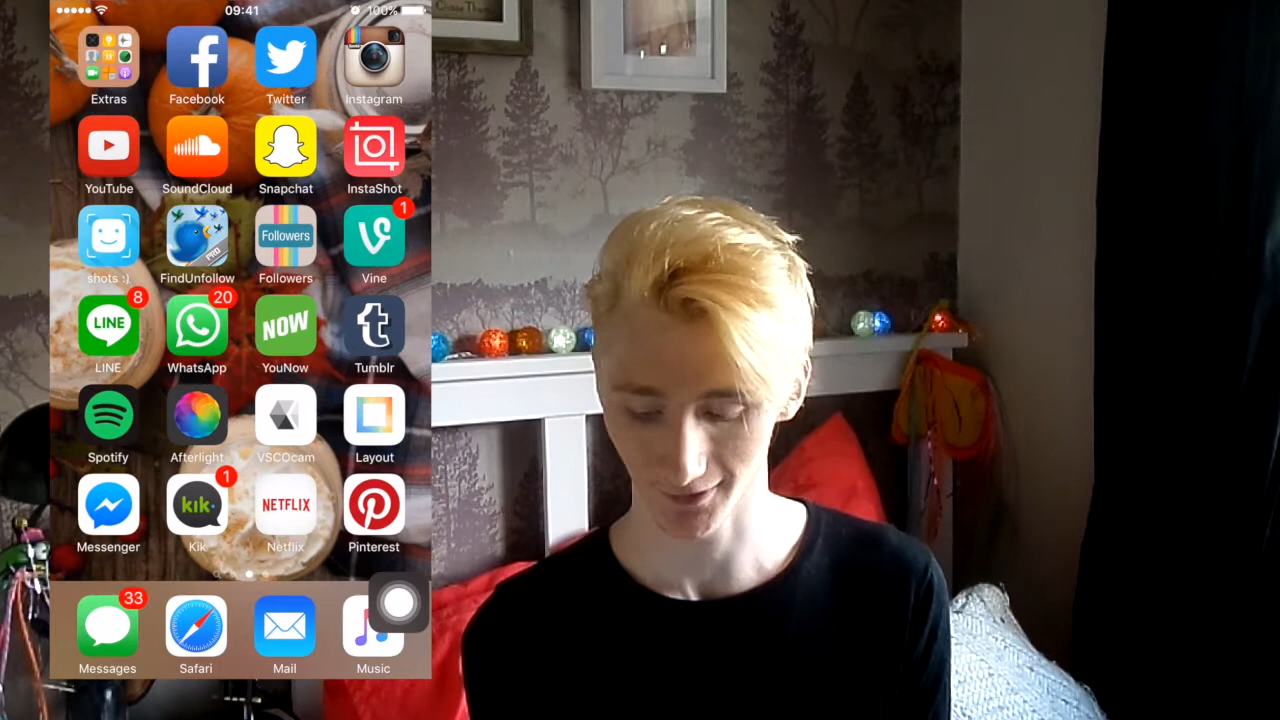 09:41 100%
Extras Facebook Twitter Instagram
YouTube SoundCloud Snapchat InstaShot
PRO Followers 1
shots :) FindUnfollow Followers Vine
8 20
LINE NOW
LINE WhatsApp YouNow Tumblr
Spotify Afterlight VSCOcam Layout
1
kik. NETFLIX
Messenger Kik Netflix Pinterest
33
Messages Safari Mail Music